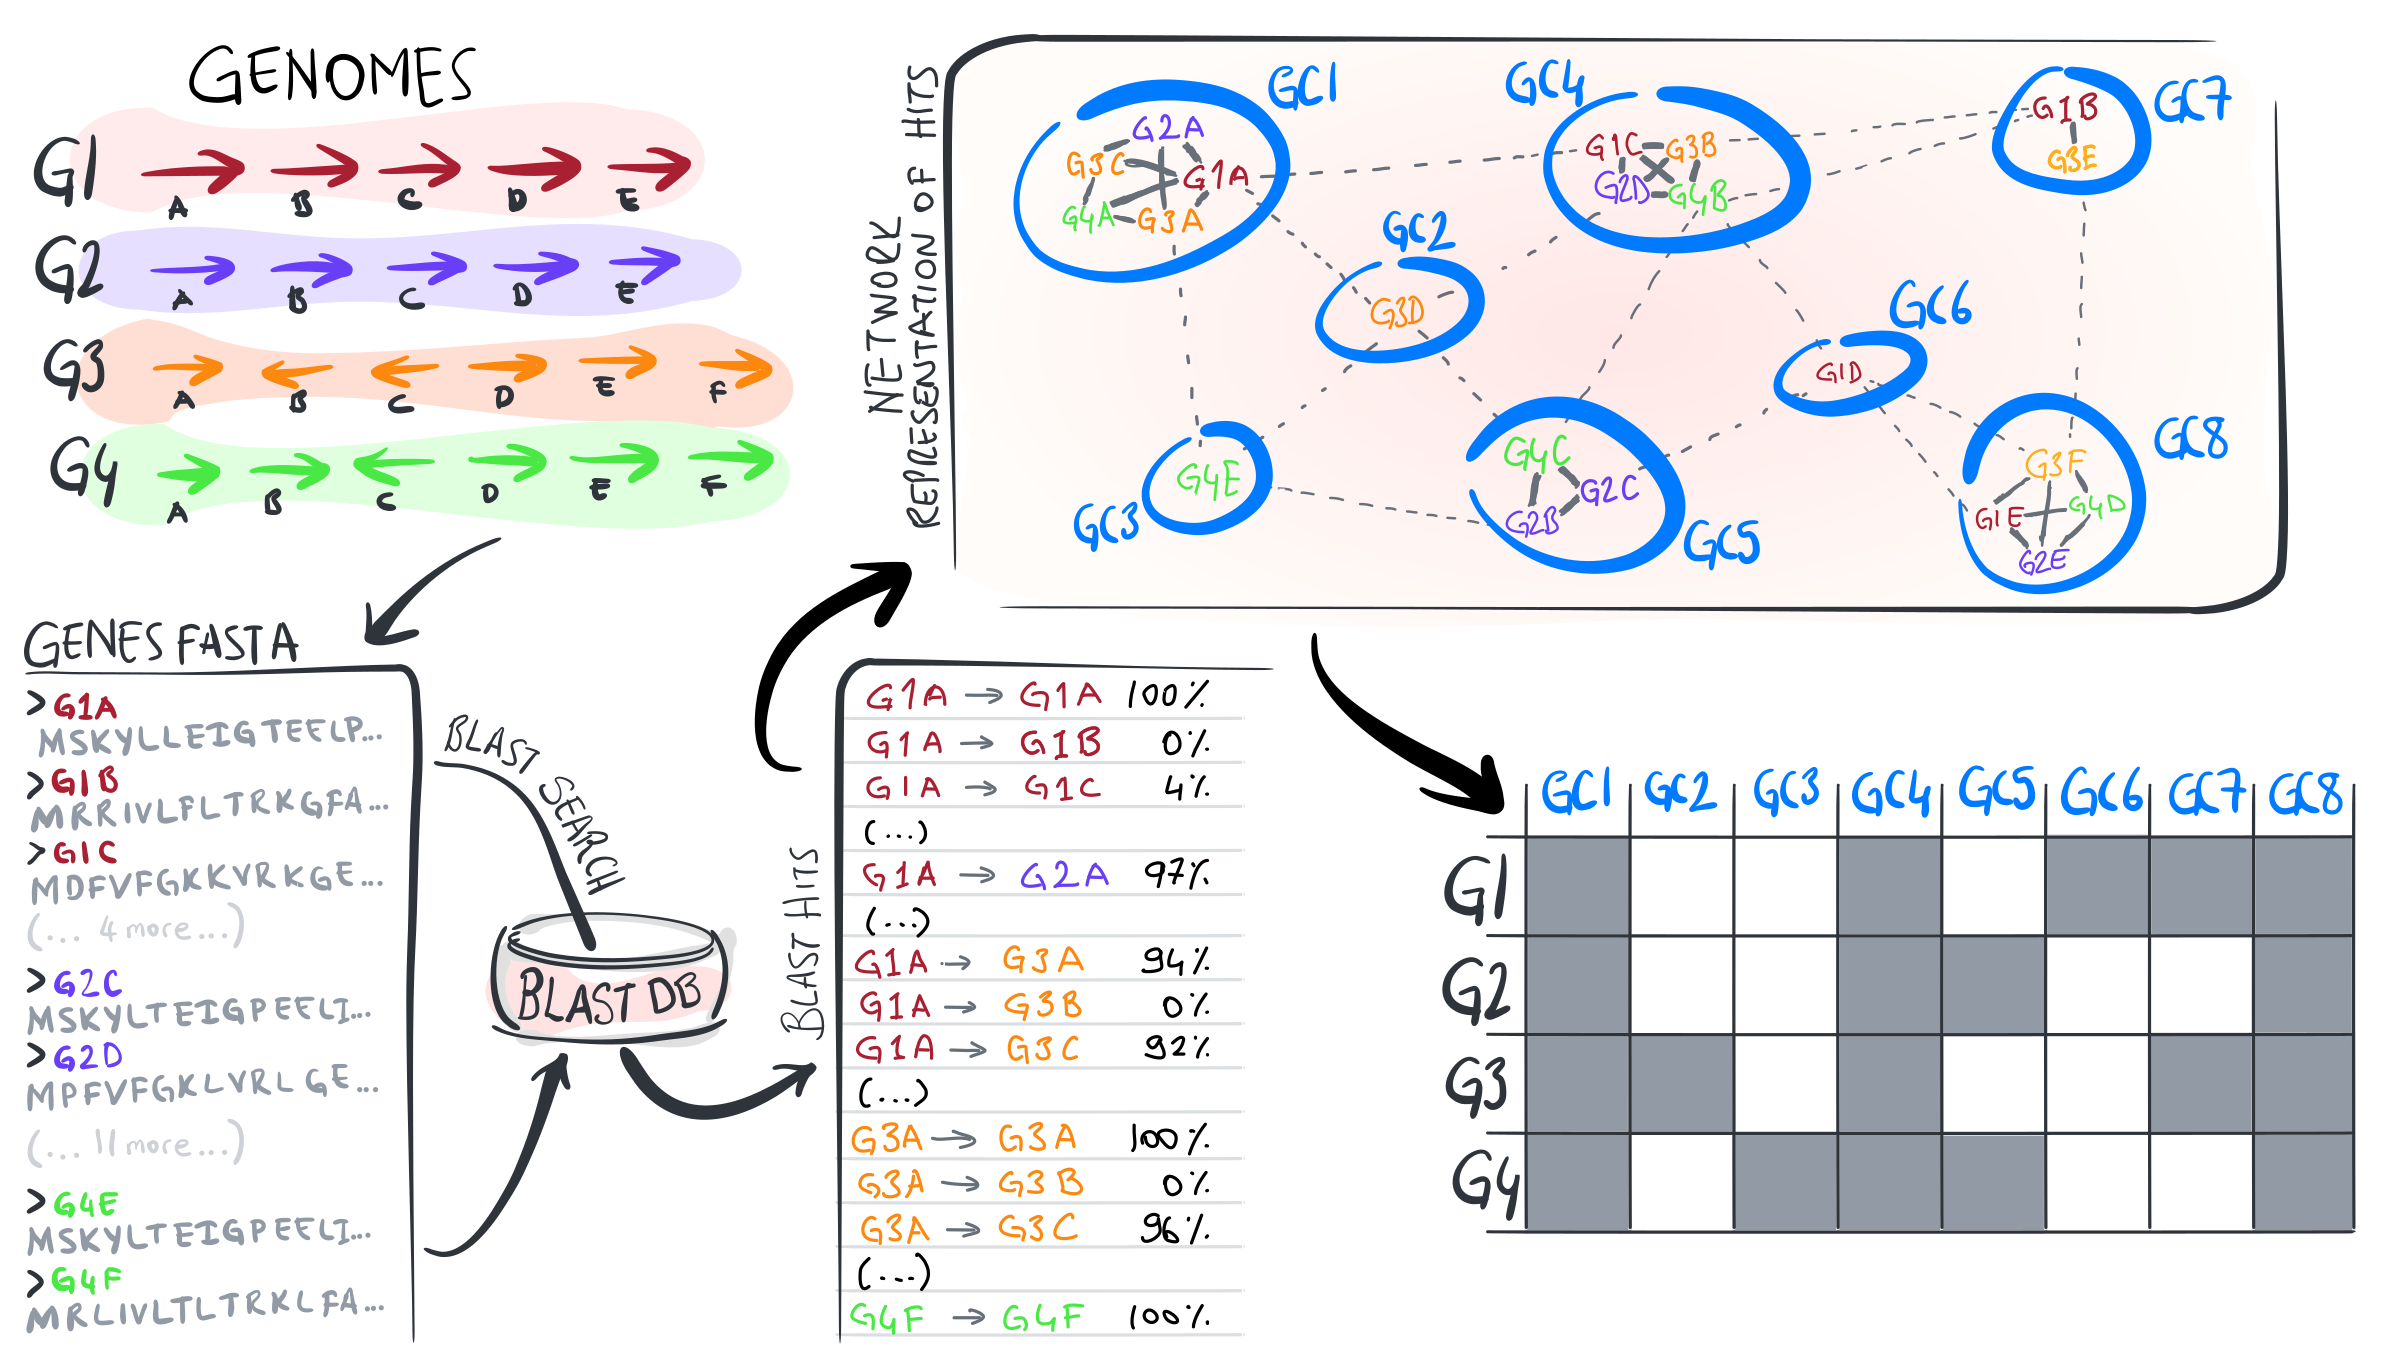 GENOMES
G1
A B C D E
G2
A B C D E
G3
A B C D E F
G4
A B C D E F
GENES FASTA
>G1A
MSKYLLEIGTEELP...
>G1B
MRRIVLFLTRKGFA...
>G1C
MDFVFGKKVRKGE...
(... 4 more...)
>G2C
MSKYLTEIGPEELI...
>G2D
MPFVFGKLVRLGE...
(... 11 more...)
>G4E
MSKYLTEIGPEELI...
>G4F
MRLIVLTLTRKLFA...
BLAST SEARCH
BLAST DB
BLAST HITS
G1A → G1A 100%
G1A → G1B 0%
G1A → G1C 4%
(...)
G1A → G2A 97%
(...)
G1A → G3A 94%
G1A → G3B 0%
G1A → G3C 92%
(...)
G3A → G3A 100%
G3A → G3B 0%
G3A → G3C 96%
(...)
G4F → G4F 100%
NETWORK
REPRESENTATION OF HITS
GC1
G2A
G3C
G1A
G4A
G3A
GC4
G1C G3B
G2D G4B
GC7
G1B
G3E
GC2
G3D
GC6
G1D
GC3
G4E
GC5
G4C
G2C
G2B
GC8
G3F
G1E
G4D
G2E
GC1 GC2 GC3 GC4 GC5 GC6 GC7 GC8
G1
G2
G3
G4